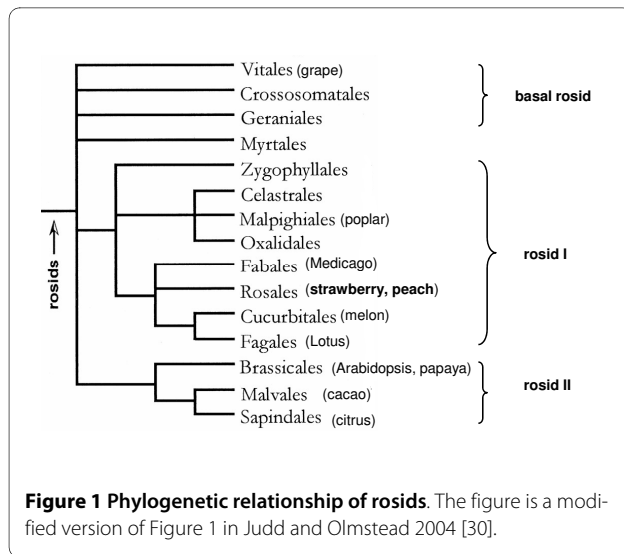 Vitales (grape)
Crossosomatales
Geraniales
basal rosid
Myrtales
Zygophyllales
Celastrales
Malpighiales (poplar)
Oxalidales
Fabales (Medicago)
Rosales (strawberry, peach)
Cucurbitales (melon)
Fagales (Lotus)
rosid I
Brassicales (Arabidopsis, papaya)
Malvales (cacao)
Sapindales (citrus)
rosid II
rosids
Figure 1 Phylogenetic relationship of rosids. The figure is a modi-
fied version of Figure 1 in Judd and Olmstead 2004 [30].